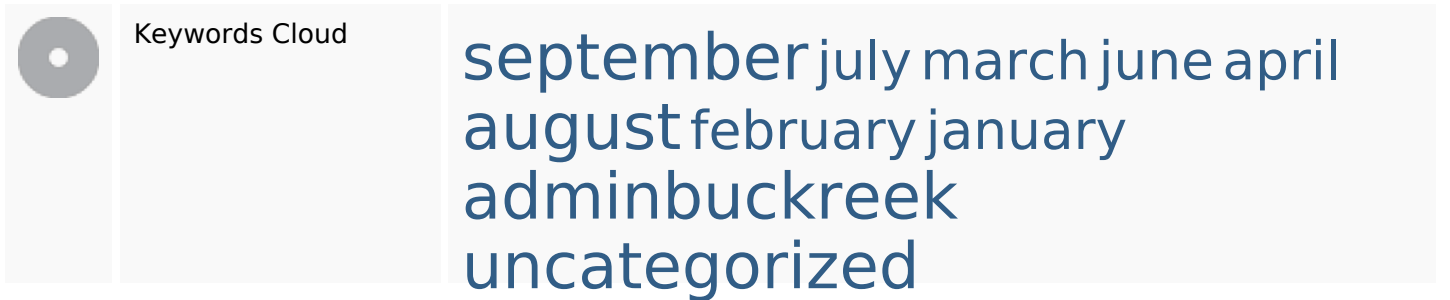 Keywords Cloud
september july march june april
august february january
adminbuckreek
uncategorized